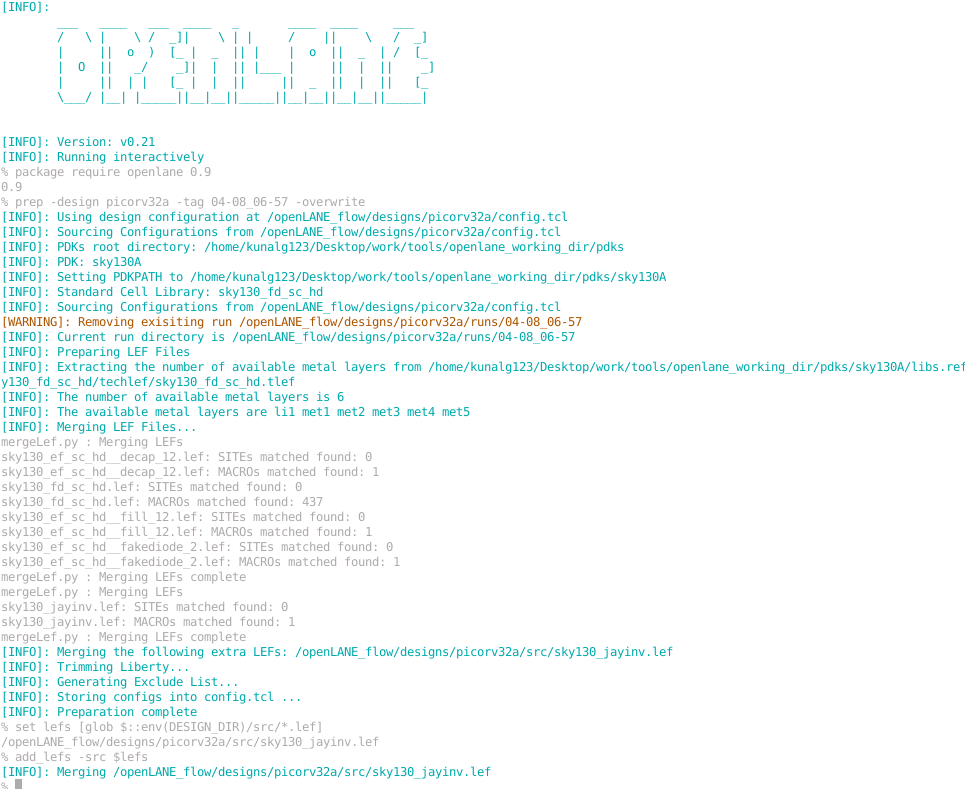 [INFO]:
 ___   ____   ___  ____   _       ____  ____     ___
/   \ |    \ /  _]|    \ | |     /    ||    \   /  _]
|     ||  o  )  [_ |  _  || |    |  o  ||  _  | /  [_
|  O  ||   _/    _]|  |  || |___ |     ||  |  ||    _]
|     ||  | |   [_ |  |  ||     ||  _  ||  |  ||   [_
\___/ |__| |_____||__|__||_____||__|__||__|__||_____|
[INFO]: Version: v0.21
[INFO]: Running interactively
% package require openlane 0.9
0.9
% prep -design picorv32a -tag 04-08_06-57 -overwrite
[INFO]: Using design configuration at /openLANE_flow/designs/picorv32a/config.tcl
[INFO]: Sourcing Configurations from /openLANE_flow/designs/picorv32a/config.tcl
[INFO]: PDKs root directory: /home/kunalg123/Desktop/work/tools/openlane_working_dir/pdks
[INFO]: PDK: sky130A
[INFO]: Setting PDKPATH to /home/kunalg123/Desktop/work/tools/openlane_working_dir/pdks/sky130A
[INFO]: Standard Cell Library: sky130_fd_sc_hd
[INFO]: Sourcing Configurations from /openLANE_flow/designs/picorv32a/config.tcl
[WARNING]: Removing exisiting run /openLANE_flow/designs/picorv32a/runs/04-08_06-57
[INFO]: Current run directory is /openLANE_flow/designs/picorv32a/runs/04-08_06-57
[INFO]: Preparing LEF Files
[INFO]: Extracting the number of available metal layers from /home/kunalg123/Desktop/work/tools/openlane_working_dir/pdks/sky130A/libs.ref
y130_fd_sc_hd/techlef/sky130_fd_sc_hd.tlef
[INFO]: The number of available metal layers is 6
[INFO]: The available metal layers are li1 met1 met2 met3 met4 met5
[INFO]: Merging LEF Files...
mergeLef.py : Merging LEFs
sky130_ef_sc_hd__decap_12.lef: SITEs matched found: 0
sky130_ef_sc_hd__decap_12.lef: MACROs matched found: 1
sky130_fd_sc_hd.lef: SITEs matched found: 0
sky130_fd_sc_hd.lef: MACROs matched found: 437
sky130_ef_sc_hd__fill_12.lef: SITEs matched found: 0
sky130_ef_sc_hd__fill_12.lef: MACROs matched found: 1
sky130_ef_sc_hd__fakediode_2.lef: SITEs matched found: 0
sky130_ef_sc_hd__fakediode_2.lef: MACROs matched found: 1
mergeLef.py : Merging LEFs complete
mergeLef.py : Merging LEFs
sky130_jayinv.lef: SITEs matched found: 0
sky130_jayinv.lef: MACROs matched found: 1
mergeLef.py : Merging LEFs complete
[INFO]: Merging the following extra LEFs: /openLANE_flow/designs/picorv32a/src/sky130_jayinv.lef
[INFO]: Trimming Liberty...
[INFO]: Generating Exclude List...
[INFO]: Storing configs into config.tcl ...
[INFO]: Preparation complete
% set lefs [glob $::env(DESIGN_DIR)/src/*.lef]
/openLANE_flow/designs/picorv32a/src/sky130_jayinv.lef
% add_lefs -src $lefs
[INFO]: Merging /openLANE_flow/designs/picorv32a/src/sky130_jayinv.lef
%